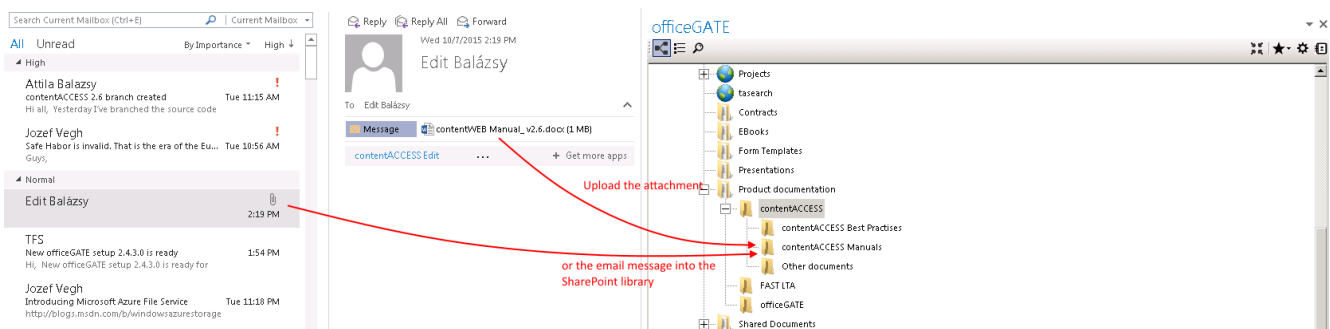 Search Current Mailbox (Ctrl+E)
Current Mailbox
All Unread
By Importance High
High
Attila Balazsy
contentACCESS 2.6 branch created Tue 11:15 AM
Hi all, Yesterday I've branched the source code
Jozef Vegh
Safe Habor is invalid. That is the era of the Eu... Tue 10:56 AM
Guys,
Normal
Edit Balázsy
2:19 PM
TFS
New officeGATE setup 2.4.3.0 is ready 1:54 PM
Hi, New officeGATE setup 2.4.3.0 is ready for
Jozef Vegh
Introducing Microsoft Azure File Service Tue 11:18 PM
http://blogs.msdn.com/b/windowsazurestorage
Reply Reply All Forward
Wed 10/7/2015 2:19 PM
Edit Balázsy
To Edit Balázsy
Message contentWEB Manual_ v2.6.docx (1 MB)
contentACCESS Edit ... + Get more apps
Upload the attachment
or the email message into the
SharePoint library
officeGATE
Projects
tasearch
Contracts
EBooks
Form Templates
Presentations
Product documentation
contentACCESS
contentACCESS Best Practises
contentACCESS Manuals
Other documents
FAST LTA
officeGATE
Shared Documents